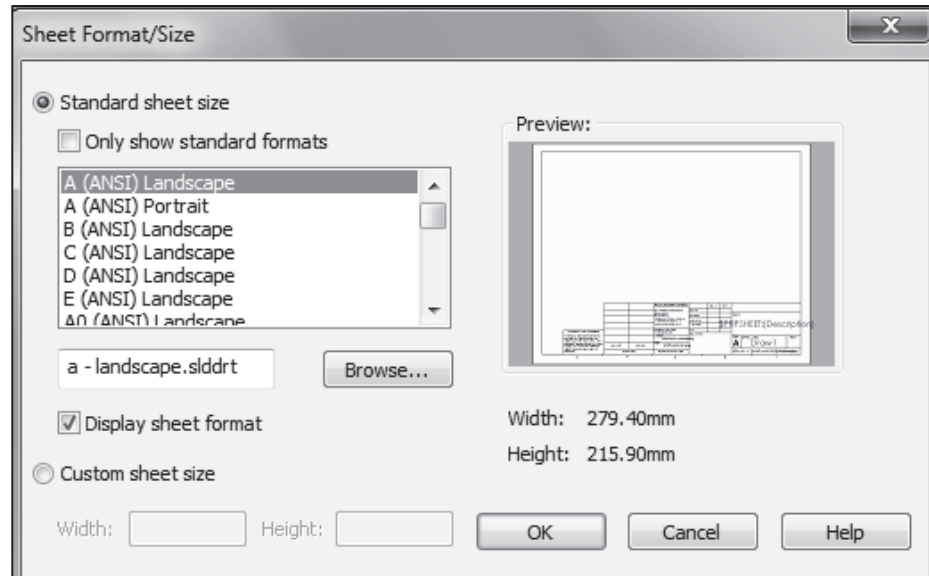 Sheet Format/Size
Standard sheet size
Only show standard formats
A (ANSI) Landscape
A (ANSI) Portrait
B (ANSI) Landscape
C (ANSI) Landscape
D (ANSI) Landscape
E (ANSI) Landscape
A0 (ANSI) Landscape
a - landscape.slddrt
Browse...
Display sheet format
Custom sheet size
Width:
Height:
Preview:
A
Draw1
Width: 279.40mm
Height: 215.90mm
OK
Cancel
Help